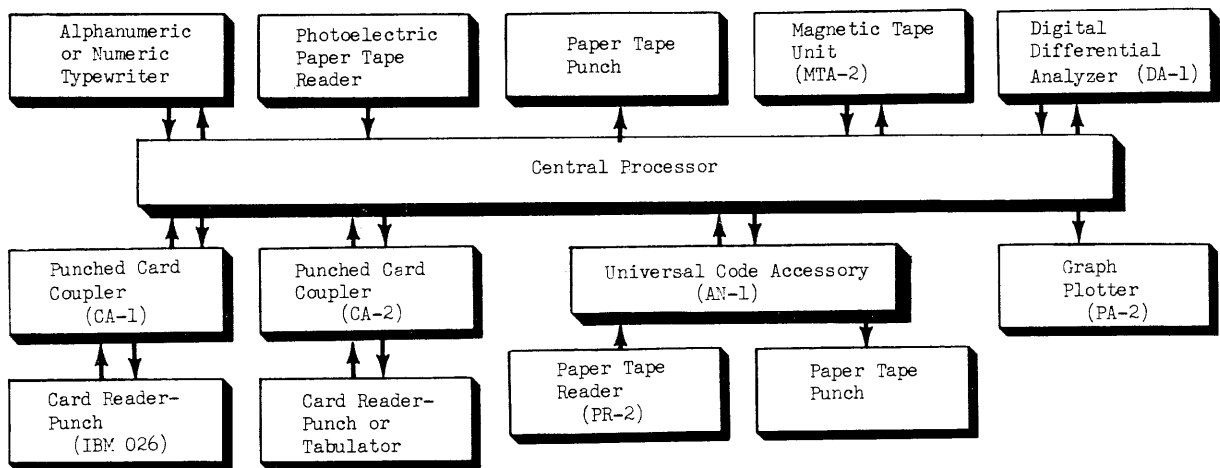 Alphanumeric
or Numeric
Typewriter
Photoelectric
Paper Tape
Reader
Paper Tape
Punch
Magnetic Tape
Unit
(MTA-2)
Digital
Differential
Analyzer (DA-1)
Central Processor
Punched Card
Coupler
(CA-1)
Punched Card
Coupler
(CA-2)
Universal Code Accessory
(AN-1)
Graph
Plotter
(PA-2)
Card Reader-
Punch
(IBM 026)
Card Reader-
Punch or
Tabulator
Paper Tape
Reader
(PR-2)
Paper Tape
Punch